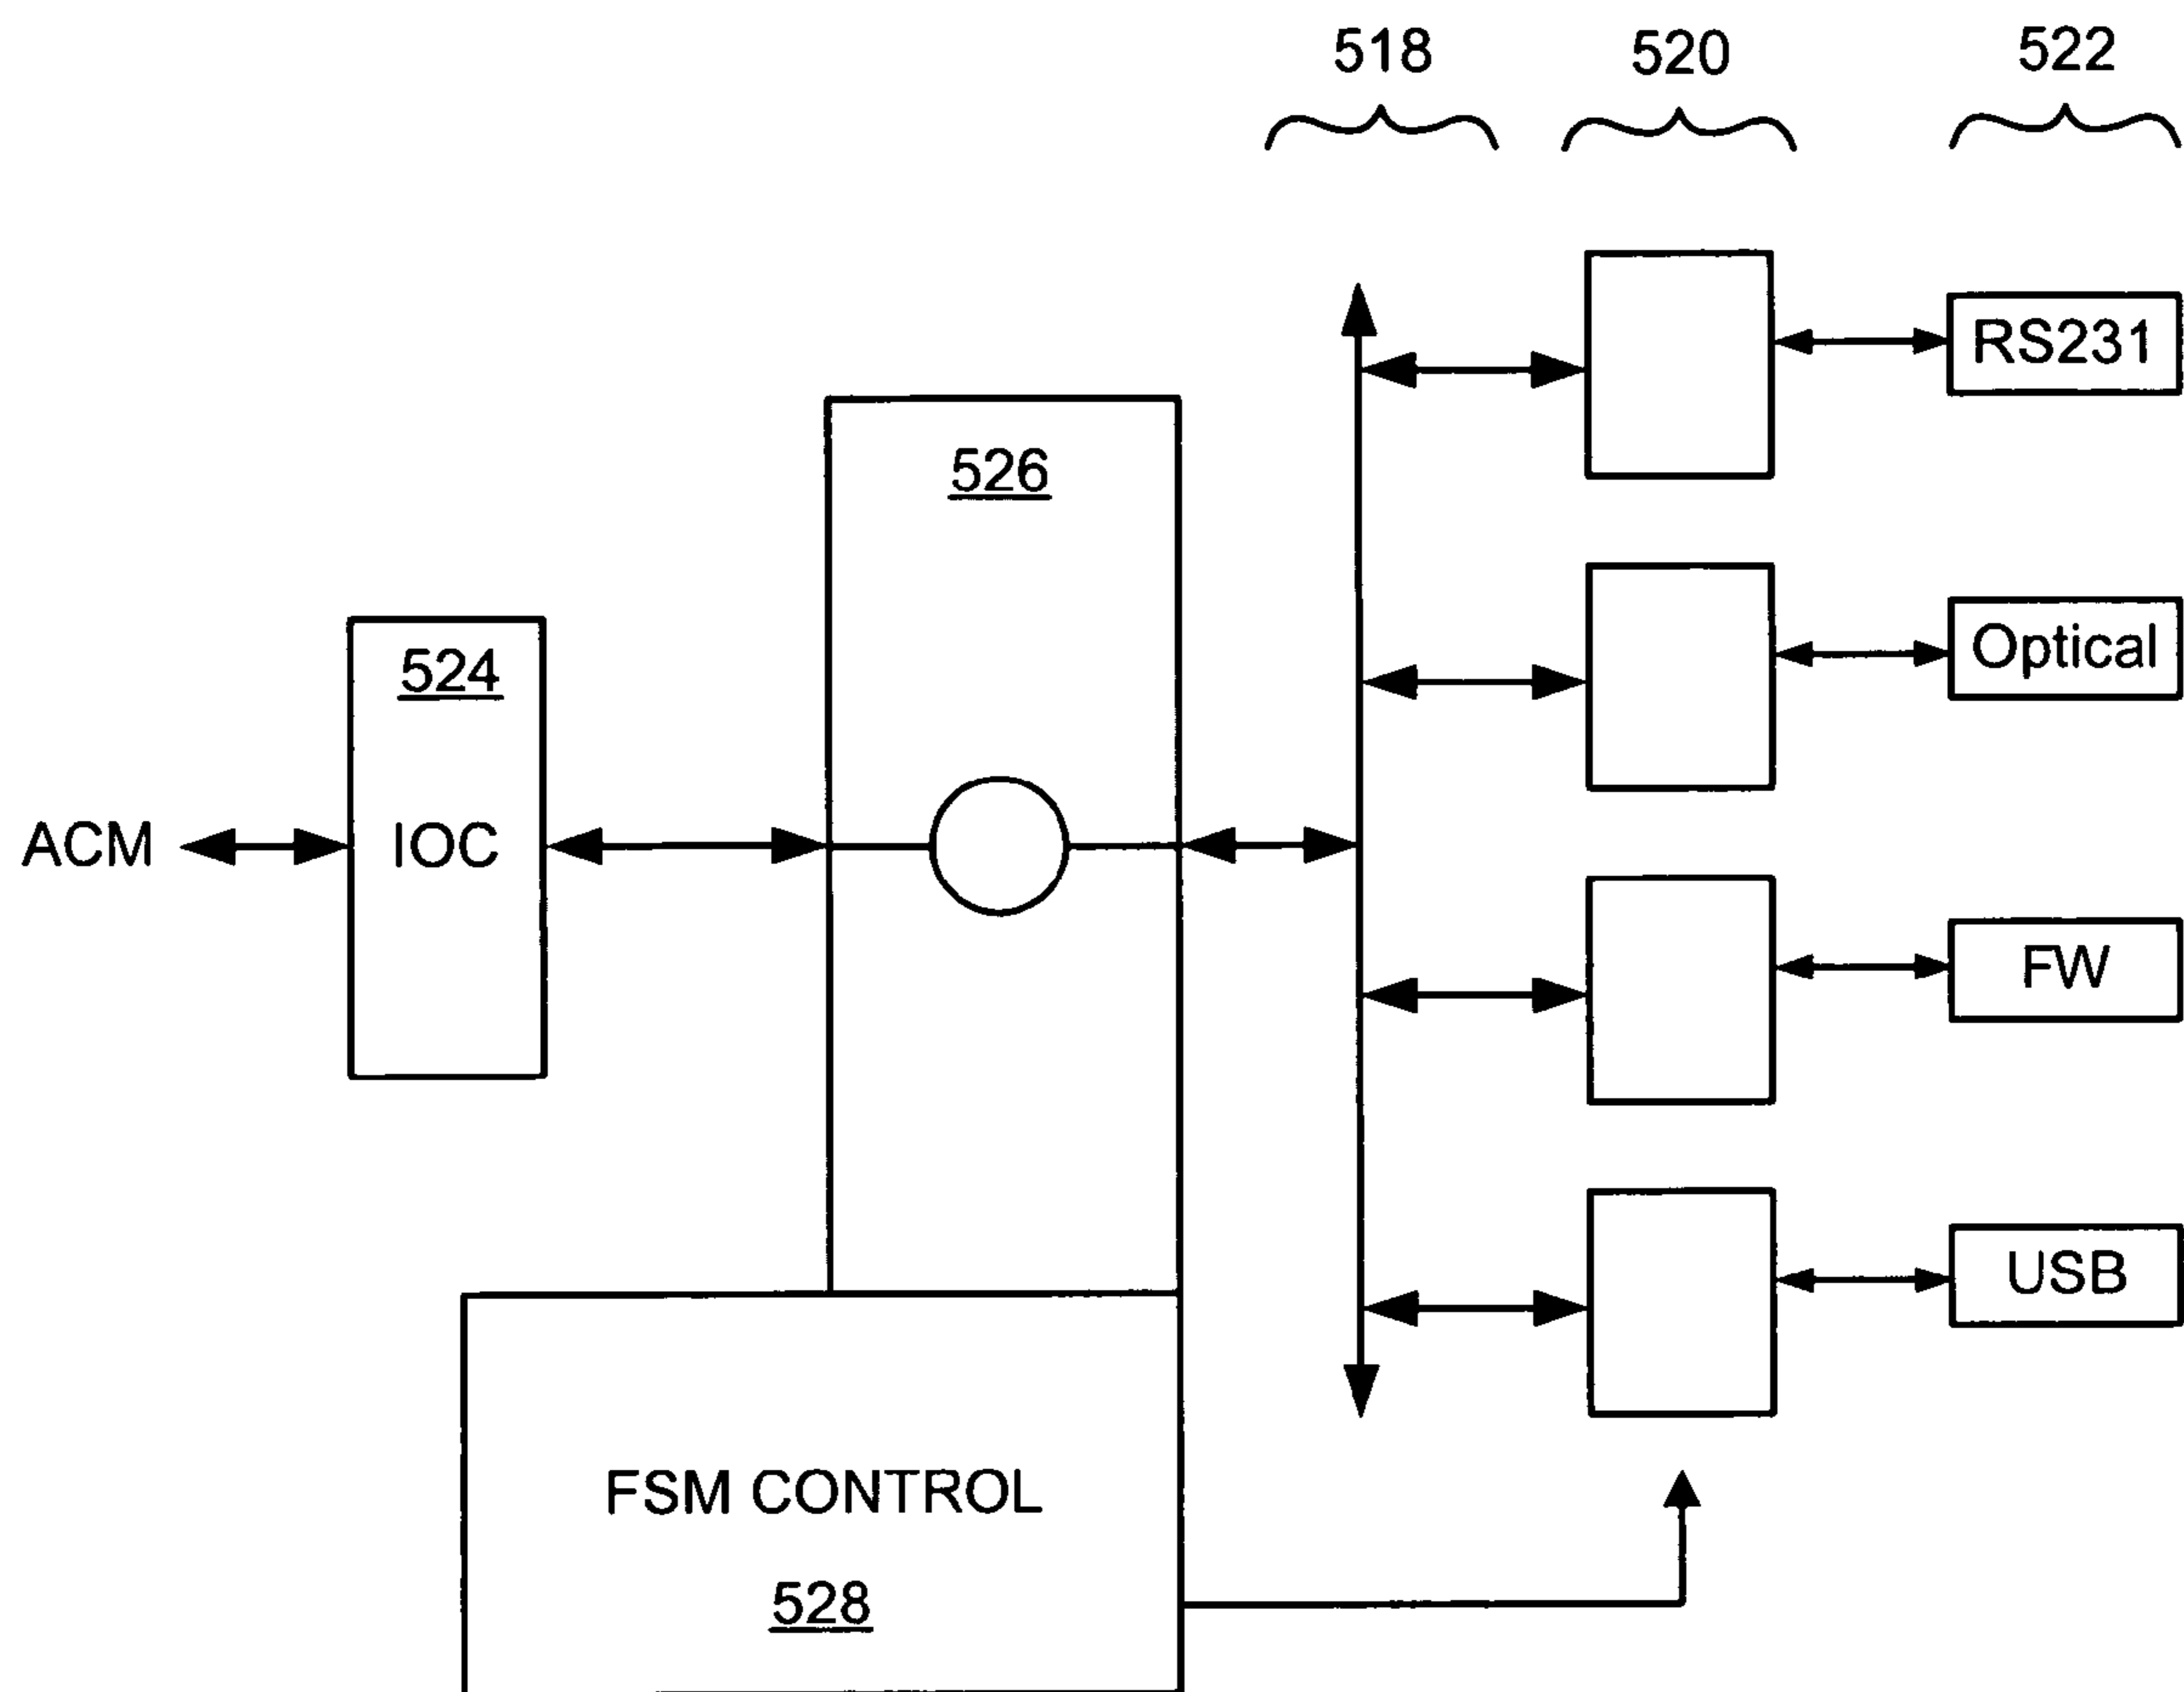 518 520 522
RS231
526
Optical
524
ACM IOC
FW
USB
FSM CONTROL
528